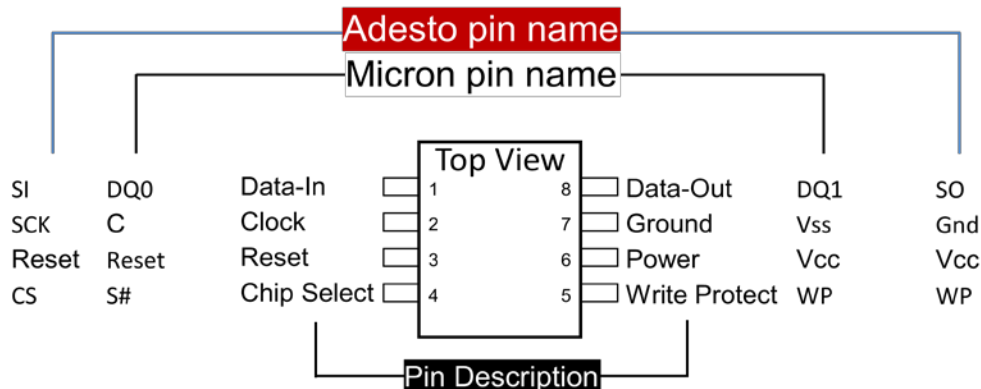 Adesto pin name
Micron pin name
Top View
SI DQ0 Data-In 1 8 Data-Out DQ1 SO
SCK C Clock 2 7 Ground Vss Gnd
Reset Reset Reset 3 6 Power Vcc Vcc
CS S# Chip Select 4 5 Write Protect WP WP
Pin Description